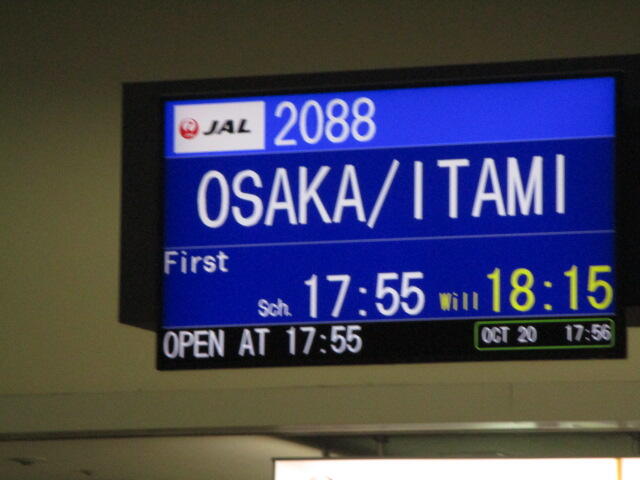 JAL 2088
OSAKA/ITAMI
First
Sch. 17:55 Will 18:15
OPEN AT 17:55 OCT 20 17:56